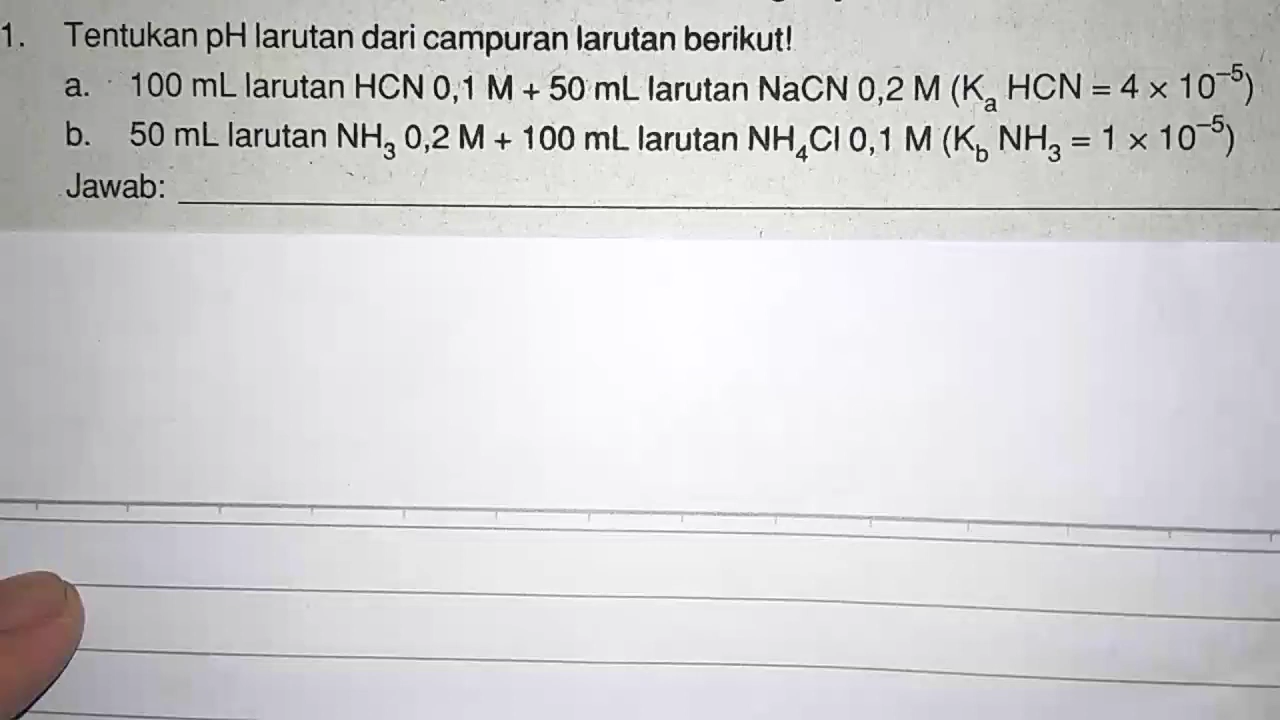 1. Tentukan pH larutan dari campuran larutan berikut!
a. 100 mL larutan HCN 0,1 M + 50 mL larutan NaCN 0,2 M (Kₐ HCN = 4 × 10⁻⁵)
b. 50 mL larutan NH₃ 0,2 M + 100 mL larutan NH₄Cl 0,1 M (K_b NH₃ = 1 × 10⁻⁵)
Jawab: